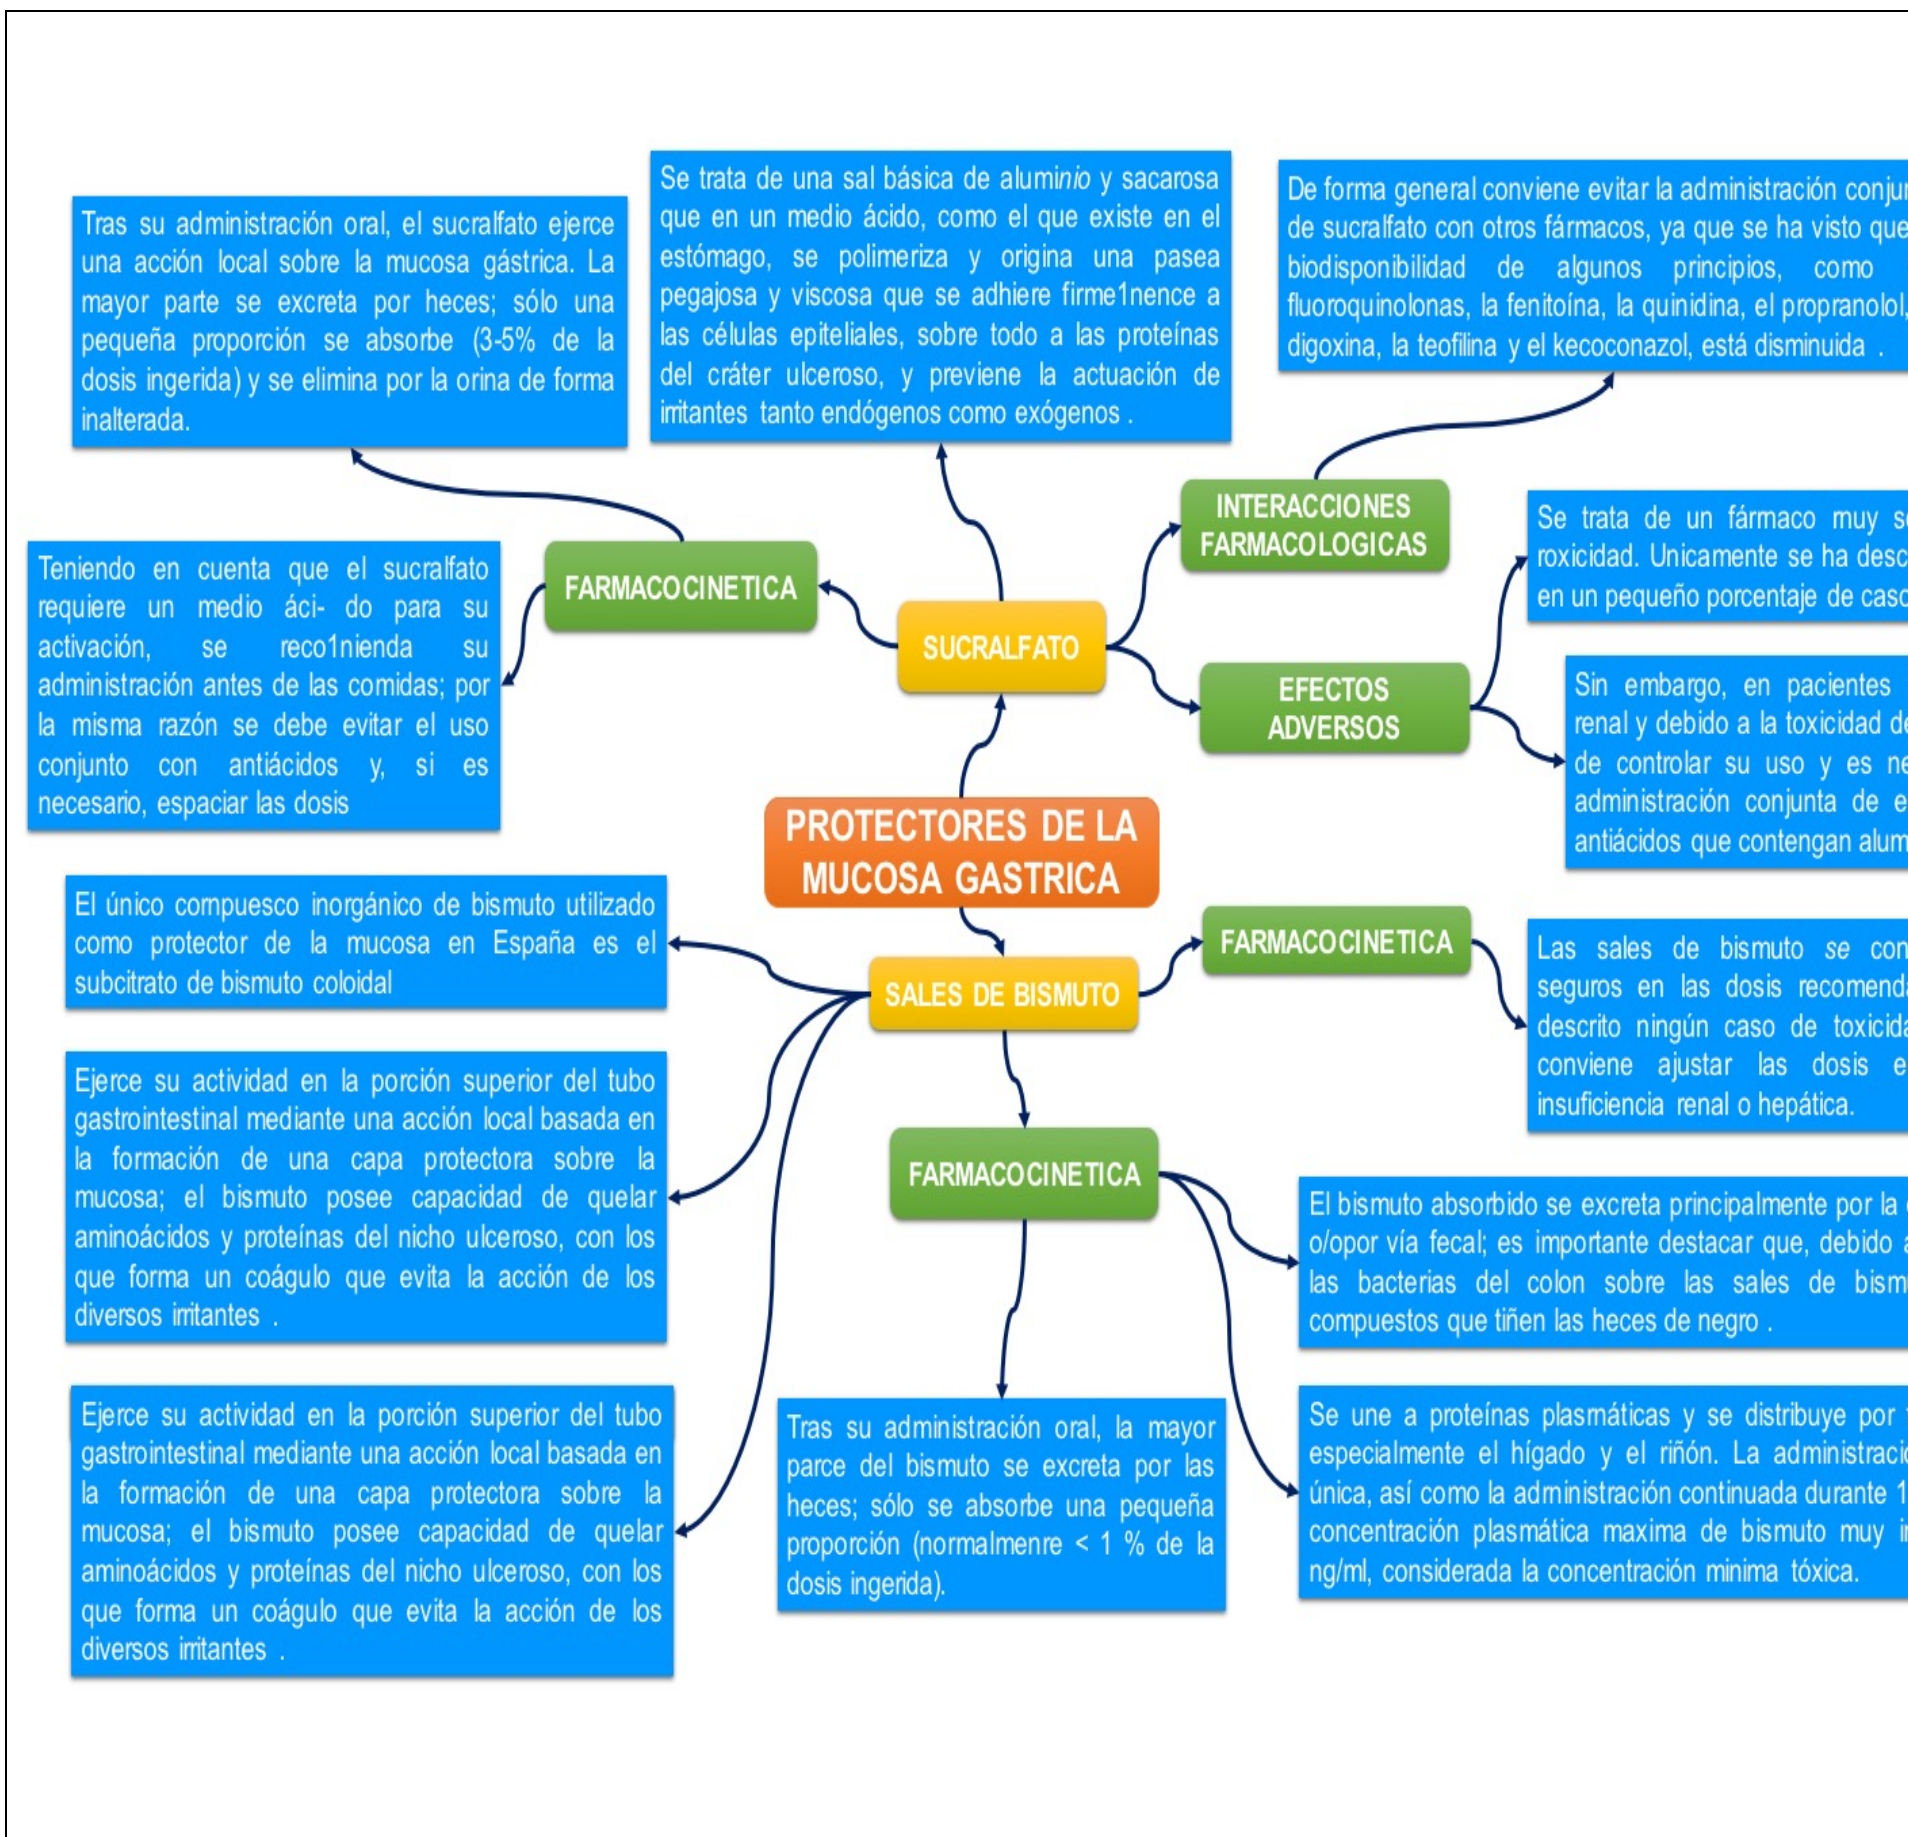 Tras su administración oral, el sucralfato ejerce
una acción local sobre la mucosa gástrica. La
mayor parte se excreta por heces; sólo una
pequeña proporción se absorbe (3-5% de la
dosis ingerida) y se elimina por la orina de forma
inalterada.
Se trata de una sal básica de aluminio y sacarosa
que en un medio ácido, como el que existe en el
estómago, se polimeriza y origina una pasea
pegajosa y viscosa que se adhiere firme1nence a
las células epiteliales, sobre todo a las proteínas
del cráter ulceroso, y previene la actuación de
irritantes tanto endógenos como exógenos .
De forma general conviene evitar la administración
de sucralfato con otros fármacos, ya que se ha visto que
biodisponibilidad de algunos principios, como
fluoroquinolonas, la fenitoína, la quinidina, el propranolol,
digoxina, la teofilina y el kecoconazol, está disminuida .
INTERACCIONES
FARMACOLOGICAS
Se trata de un fármaco muy
roxicidad. Unicamente se ha
en un pequeño porcentaje de
FARMACOCINETICA
Teniendo en cuenta que el sucralfato
requiere un medio áci- do para su
activación, se reco1nienda su
administración antes de las comidas; por
la misma razón se debe evitar el uso
conjunto con antiácidos y, si es
necesario, espaciar las dosis
SUCRALFATO
EFECTOS
ADVERSOS
Sin embargo, en pacientes
renal y debido a la toxicidad
de controlar su uso y es
administración conjunta de
antiácidos que contengan
PROTECTORES DE LA
MUCOSA GASTRICA
El único compuesco inorgánico de bismuto utilizado
como protector de la mucosa en España es el
subcitrato de bismuto coloidal
SALES DE BISMUTO
FARMACOCINETICA
Las sales de bismuto se
seguros en las dosis
descrito ningún caso de
conviene ajustar las dosis
insuficiencia renal o hepática.
Ejerce su actividad en la porción superior del tubo
gastrointestinal mediante una acción local basada en
la formación de una capa protectora sobre la
mucosa; el bismuto posee capacidad de quelar
aminoácidos y proteínas del nicho ulceroso, con los
que forma un coágulo que evita la acción de los
diversos irritantes .
FARMACOCINETICA
El bismuto absorbido se excreta principalmente por la
o/opor vía fecal; es importante destacar que, debido
las bacterias del colon sobre las sales de
compuestos que tiñen las heces de negro .
Ejerce su actividad en la porción superior del tubo
gastrointestinal mediante una acción local basada en
la formación de una capa protectora sobre la
mucosa; el bismuto posee capacidad de quelar
aminoácidos y proteínas del nicho ulceroso, con los
que forma un coágulo que evita la acción de los
diversos irritantes .
Tras su administración oral, la mayor
parce del bismuto se excreta por las
heces; sólo se absorbe una pequeña
proporción (normalmenre < 1 % de la
dosis ingerida).
Se une a proteínas plasmáticas y se distribuye por
especialmente el hígado y el riñón. La
única, así como la administración continuada durante
concentración plasmática maxima de bismuto muy
ng/ml, considerada la concentración minima tóxica.